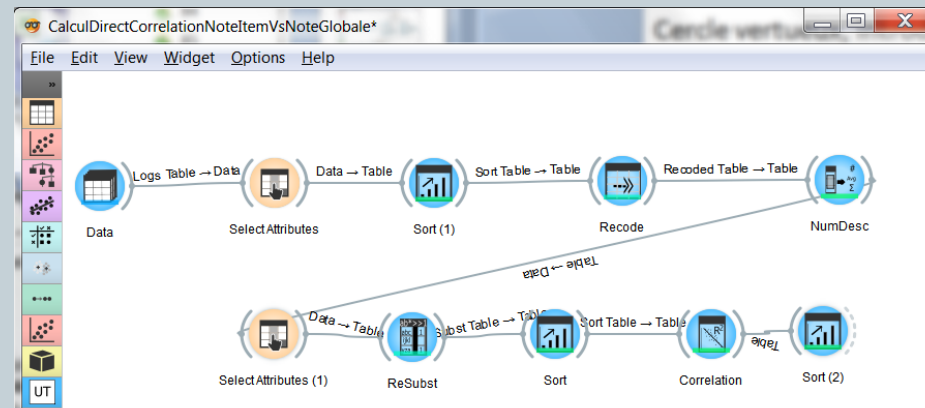 CalculDirectCorrelationNoteItemVsNoteGlobale*
Cercle vertueux,
File Edit View Widget Options Help
»
Logs Table → Data
Data → Table
Sort Table → Table
Recoded Table → Table
Data
Select Attributes
Sort (1)
Recode
NumDesc
Table → Data
Data → Table
Subst Table → Table
Sort Table → Table
Table
Select Attributes (1)
ReSubst
Sort
Correlation
Sort (2)
UT